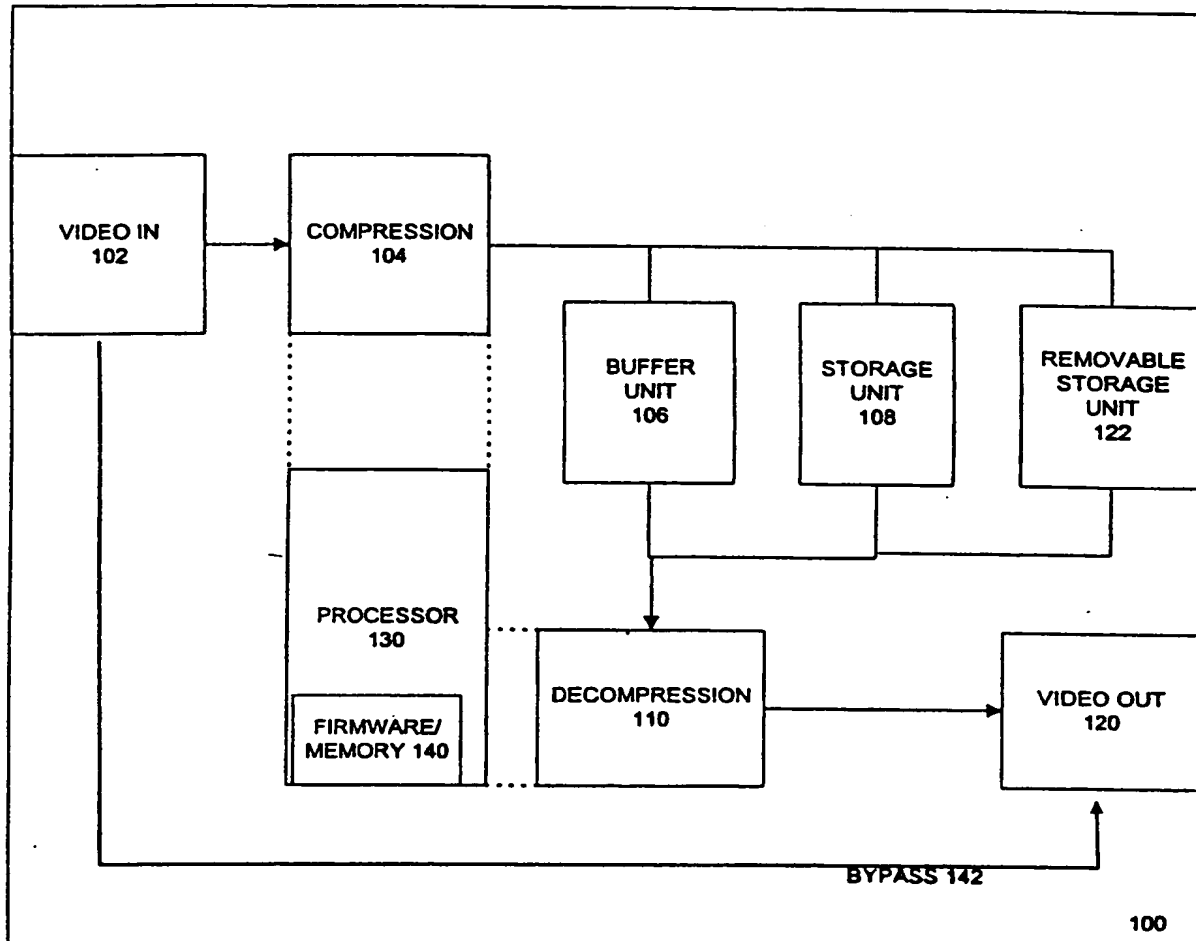 VIDEO IN
102
COMPRESSION
104
BUFFER
UNIT
106
STORAGE
UNIT
108
REMOVABLE
STORAGE
UNIT
122
PROCESSOR
130
FIRMWARE/
MEMORY 140
DECOMPRESSION
110
VIDEO OUT
120
BYPASS 142
100